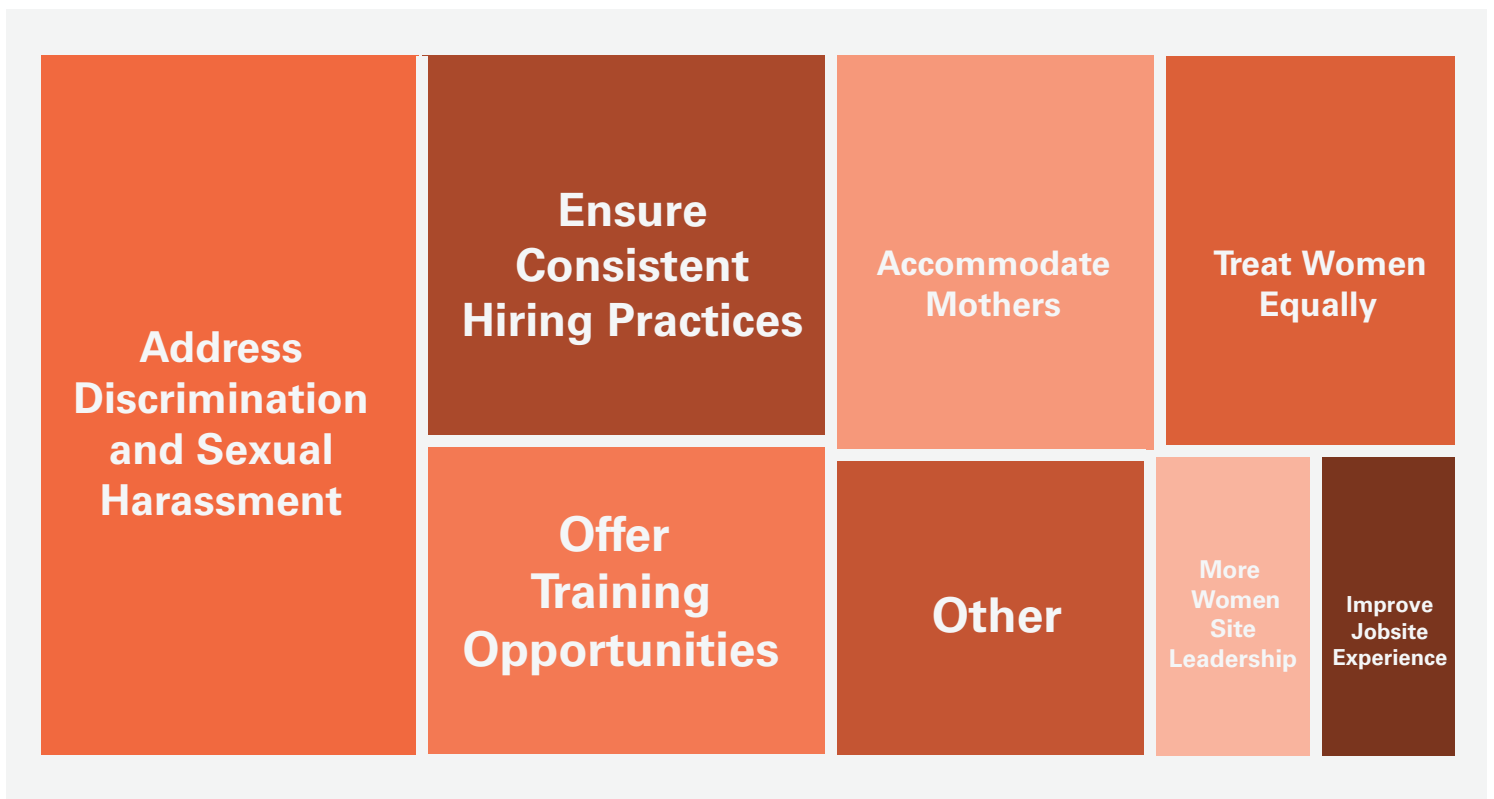 Address
Discrimination
and Sexual
Harassment
Ensure
Consistent
Hiring Practices
Offer
Training
Opportunities
Accommodate
Mothers
Treat Women
Equally
Other
More
Women
Site
Leadership
Improve
Jobsite
Experience